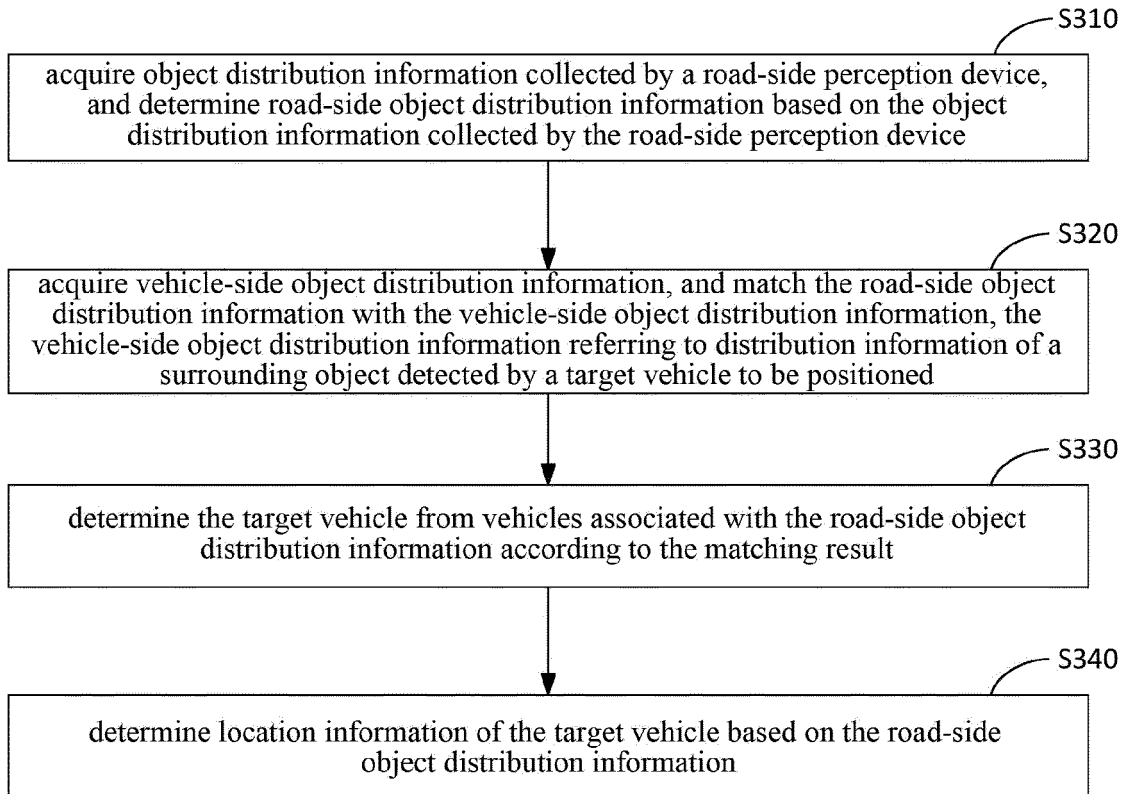 S310
acquire object distribution information collected by a road-side perception device,
and determine road-side object distribution information based on the object
distribution information collected by the road-side perception device
S320
acquire vehicle-side object distribution information, and match the road-side object
distribution information with the vehicle-side object distribution information, the
vehicle-side object distribution information referring to distribution information of a
surrounding object detected by a target vehicle to be positioned
S330
determine the target vehicle from vehicles associated with the road-side object
distribution information according to the matching result
S340
determine location information of the target vehicle based on the road-side
object distribution information